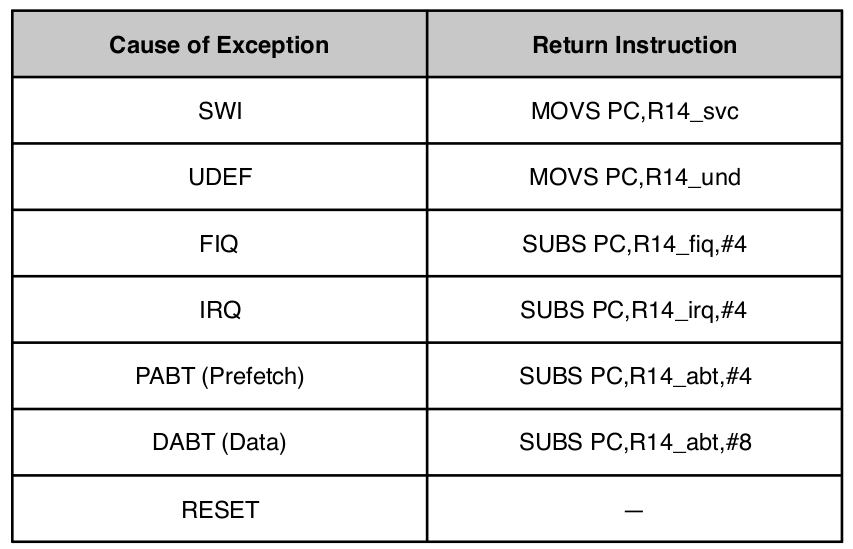 Cause of Exception Return Instruction
SWI MOVS PC,R14_svc
UDEF MOVS PC,R14_und
FIQ SUBS PC,R14_fiq,#4
IRQ SUBS PC,R14_irq,#4
PABT (Prefetch) SUBS PC,R14_abt,#4
DABT (Data) SUBS PC,R14_abt,#8
RESET —